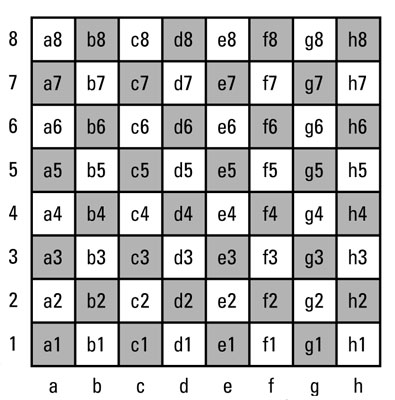 8 a8 b8 c8 d8 e8 f8 g8 h8
7 a7 b7 c7 d7 e7 f7 g7 h7
6 a6 b6 c6 d6 e6 f6 g6 h6
5 a5 b5 c5 d5 e5 f5 g5 h5
4 a4 b4 c4 d4 e4 f4 g4 h4
3 a3 b3 c3 d3 e3 f3 g3 h3
2 a2 b2 c2 d2 e2 f2 g2 h2
1 a1 b1 c1 d1 e1 f1 g1 h1
a b c d e f g h